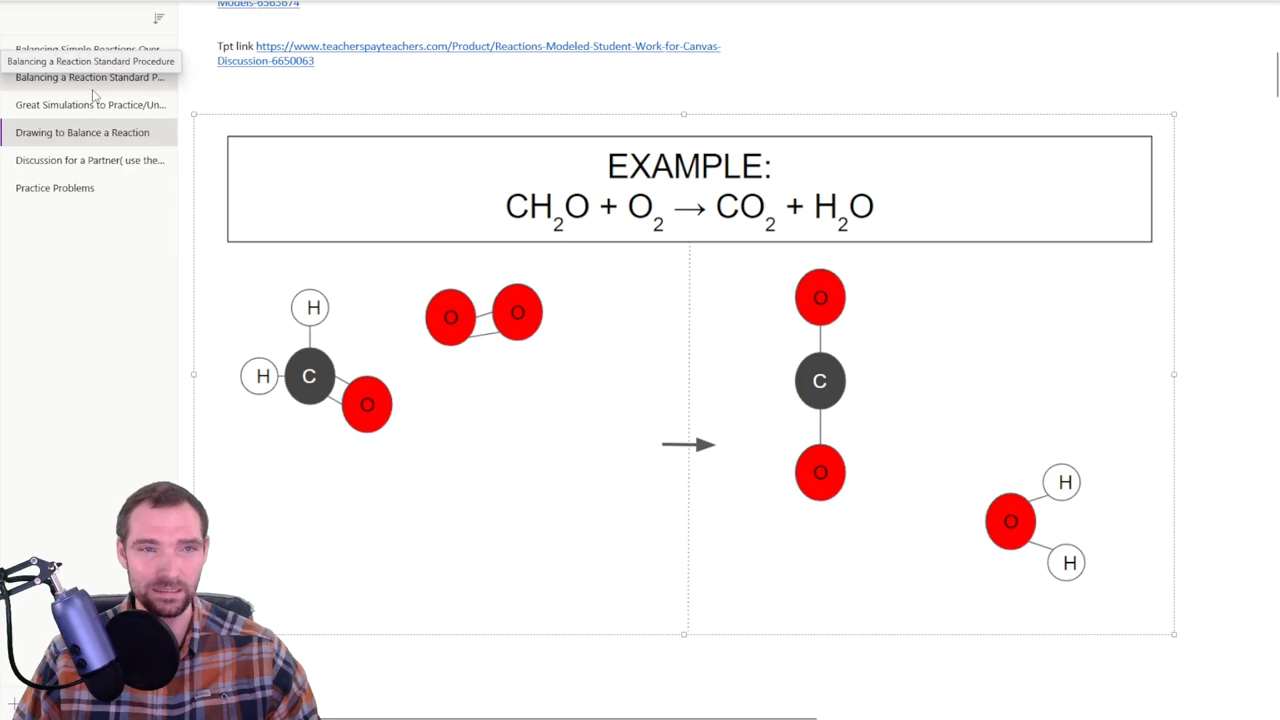 Models-6563674
Tpt link https://www.teacherspayteachers.com/Product/Reactions-Modeled-Student-Work-for-Canvas-
Discussion-6650063
Balancing Simple Reactions Over
Balancing a Reaction Standard Procedure
Balancing a Reaction Standard P...
Great Simulations to Practice/Un...
Drawing to Balance a Reaction
Discussion for a Partner( use the...
Practice Problems
EXAMPLE:
CH₂O + O₂ → CO₂ + H₂O
H
O
O
O
H
C
O
C
O
H
O
H